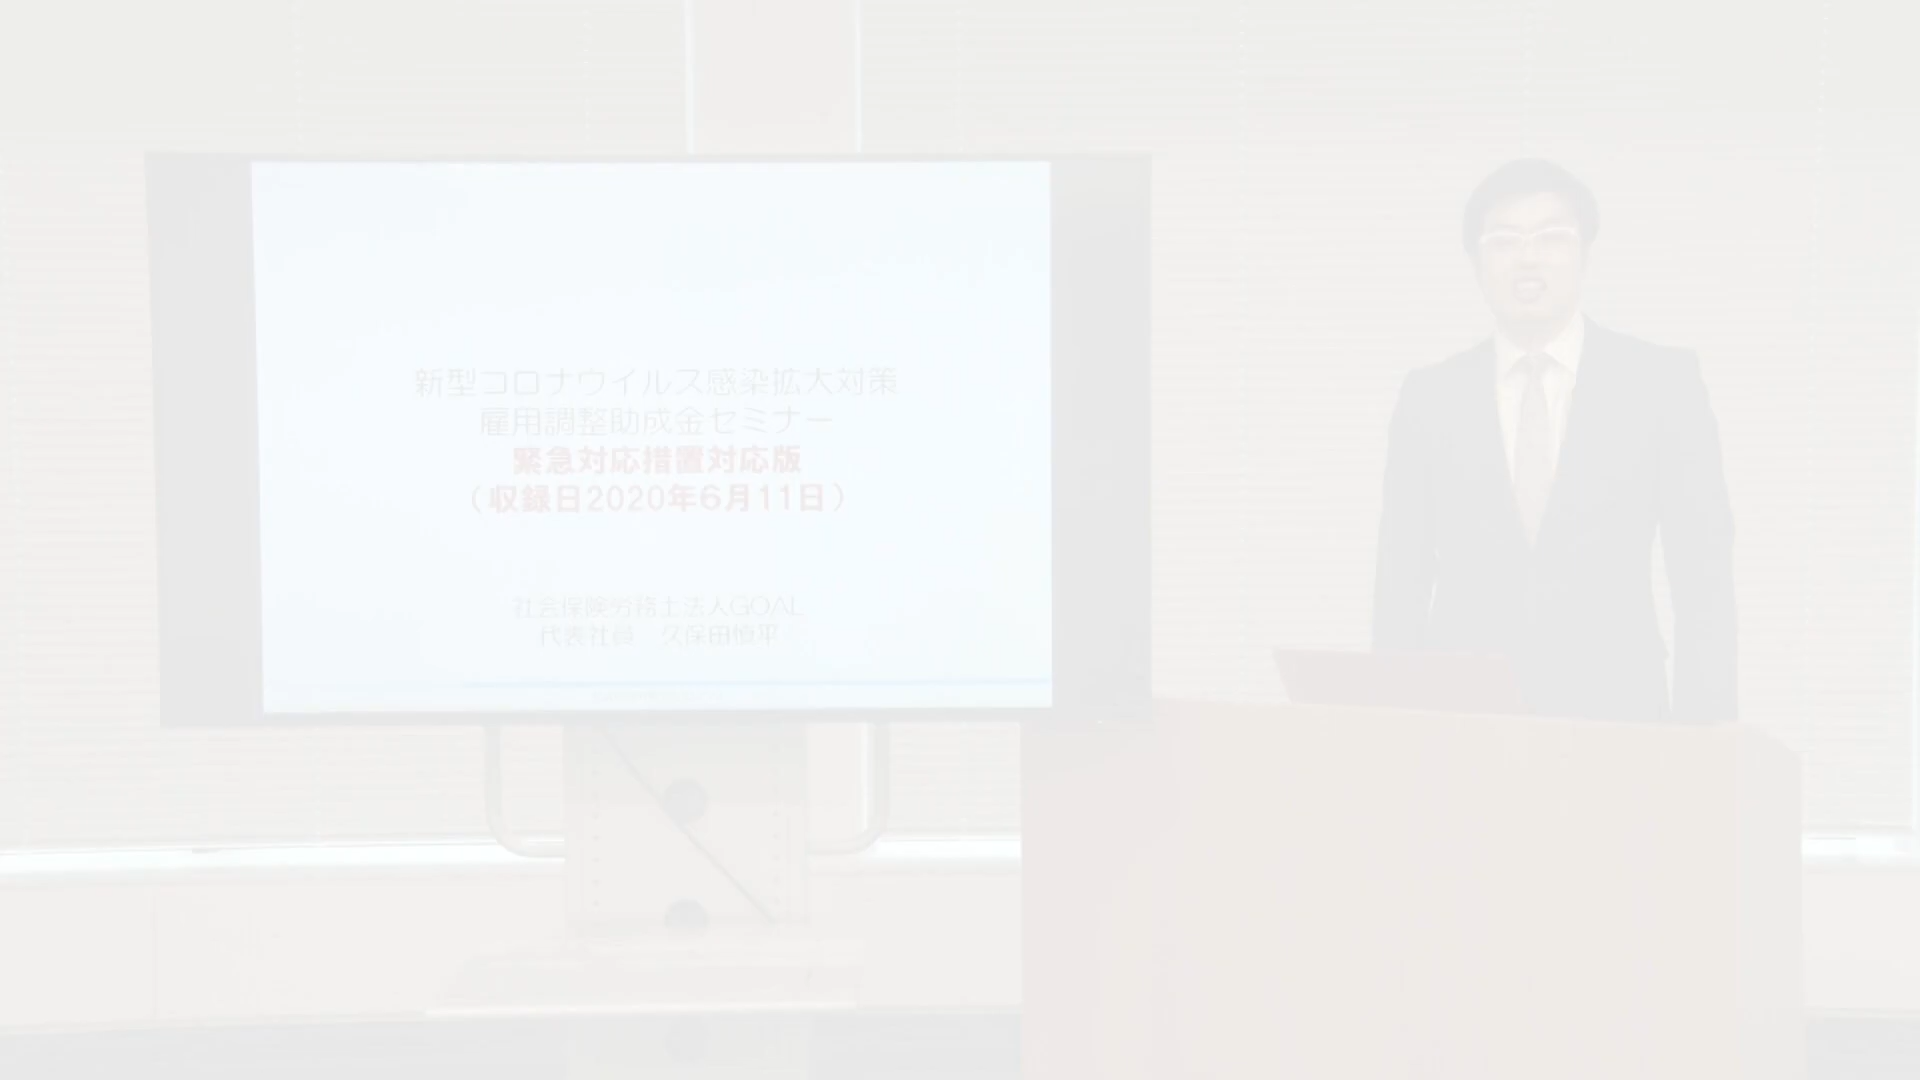 新型コロナウイルス感染拡大対策
雇用調整助成金セミナー
緊急対応措置対応版
（収録日2020年6月11日）
社会保険労務士法人GOAL
代表社員　久保田慎平